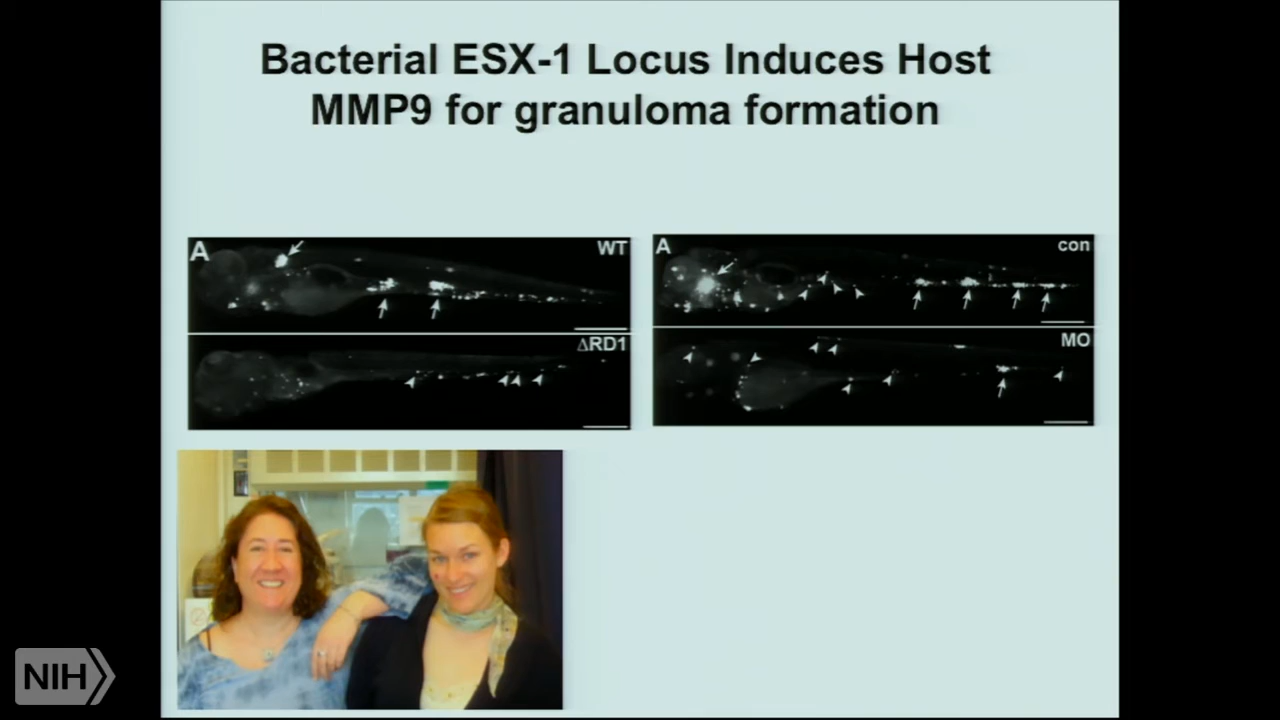 Bacterial ESX-1 Locus Induces Host
MMP9 for granuloma formation
A
WT
ΔRD1
A
con
MO
NIH